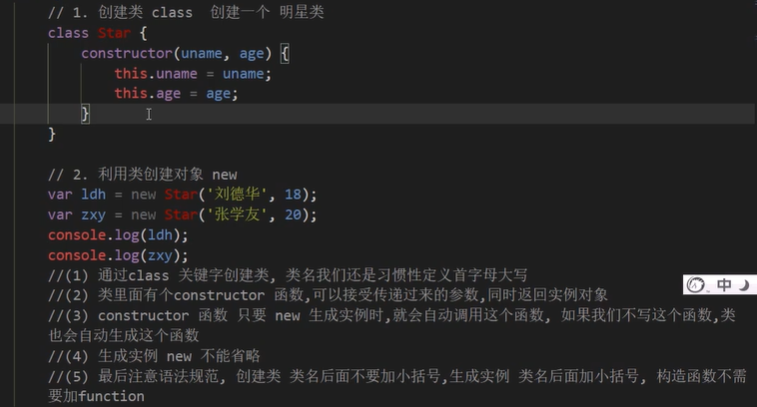 // 1. 创建类 class  创建一个 明星类
class Star {
    constructor(uname, age) {
        this.uname = uname;
        this.age = age;
    }
}
// 2. 利用类创建对象 new
var ldh = new Star('刘德华', 18);
var zxy = new Star('张学友', 20);
console.log(ldh);
console.log(zxy);
//(1) 通过class 关键字创建类, 类名我们还是习惯性定义首字母大写
//(2) 类里面有个constructor 函数,可以接受传递过来的参数,同时返回实例对象
中
//(3) constructor 函数 只要 new 生成实例时,就会自动调用这个函数, 如果我们不写这个函数,类
也会自动生成这个函数
//(4) 生成实例 new 不能省略
//(5) 最后注意语法规范, 创建类 类名后面不要加小括号,生成实例 类名后面加小括号, 构造函数不需
要加function